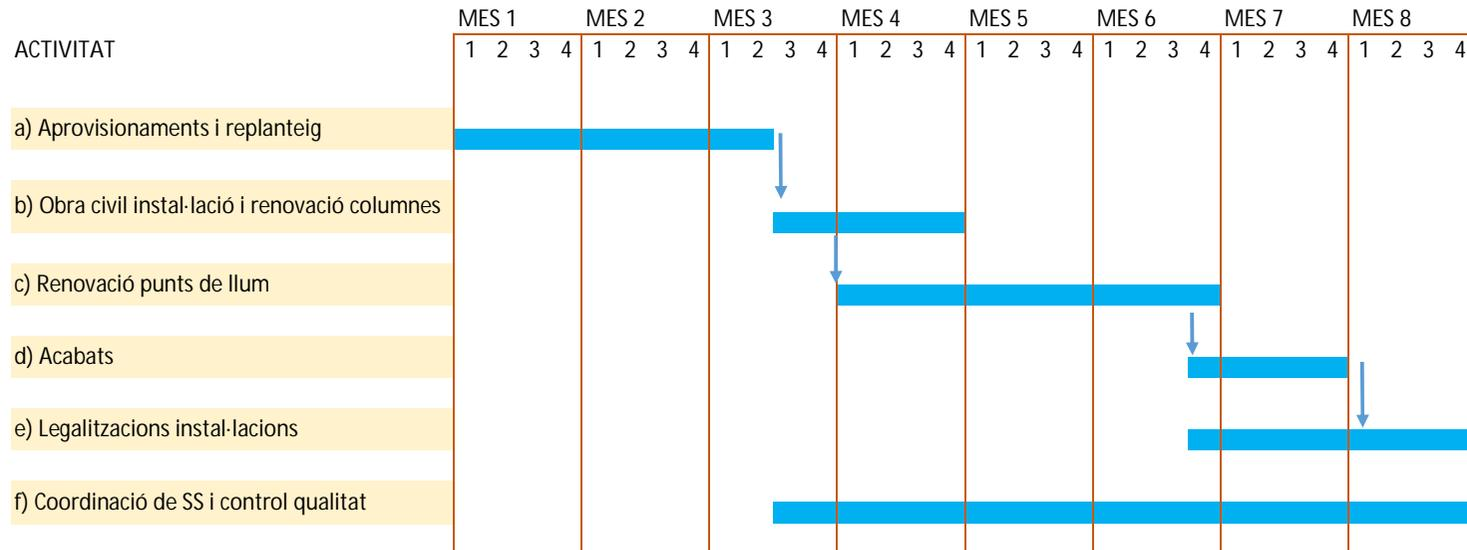 MES 1 MES 2 MES 3 MES 4 MES 5 MES 6 MES 7 MES 8
ACTIVITAT 1 2 3 4 1 2 3 4 1 2 3 4 1 2 3 4 1 2 3 4 1 2 3 4 1 2 3 4 1 2 3 4
a) Aprovisionaments i replanteig
b) Obra civil instal·lació i renovació columnes
c) Renovació punts de llum
d) Acabats
e) Legalitzacions instal·lacions
f) Coordinació de SS i control qualitat